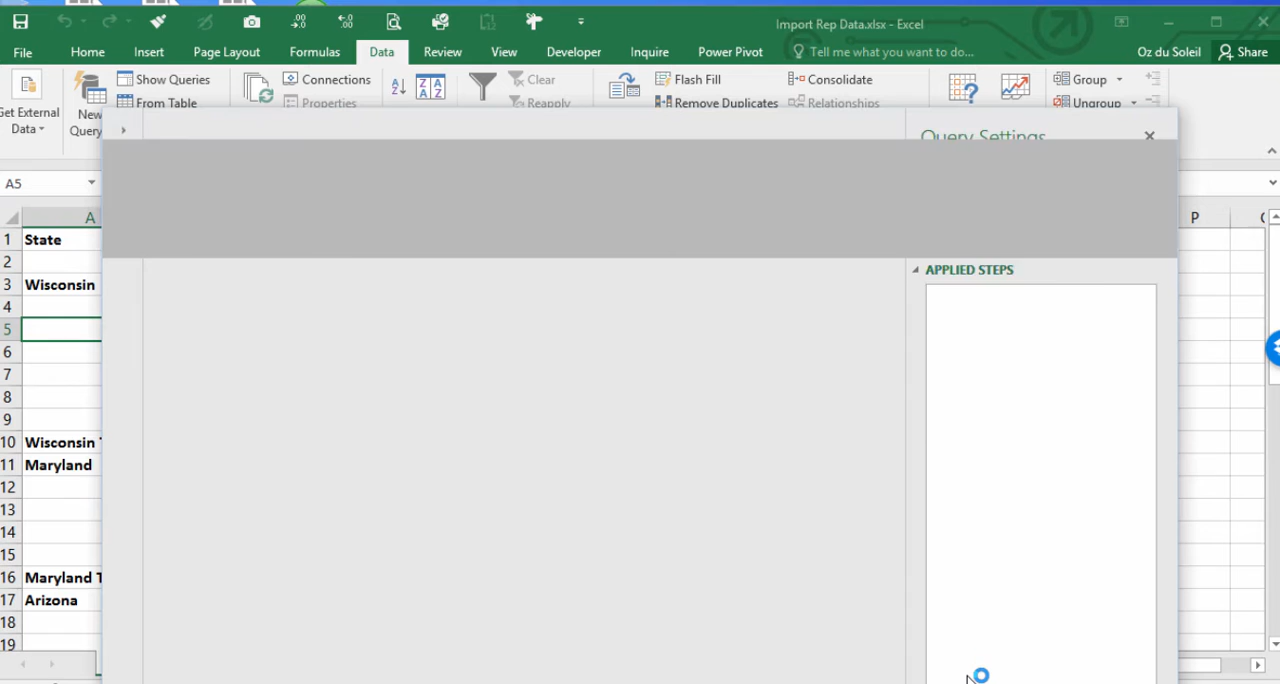 Import Rep Data.xlsx - Excel
File Home Insert Page Layout Formulas Data Review View Developer Inquire Power Pivot Tell me what you want to do... Oz du Soleil Share
Show Queries Connections Clear Flash Fill Consolidate Group
From Table Properties Reapply Remove Duplicates Relationships Ungroup
Get External New
Data Query
Query Settings
A5
A P
1 State
2
3 Wisconsin
APPLIED STEPS
4
5
6
7
8
9
10 Wisconsin
11 Maryland
12
13
14
15
16 Maryland
17 Arizona
18
19